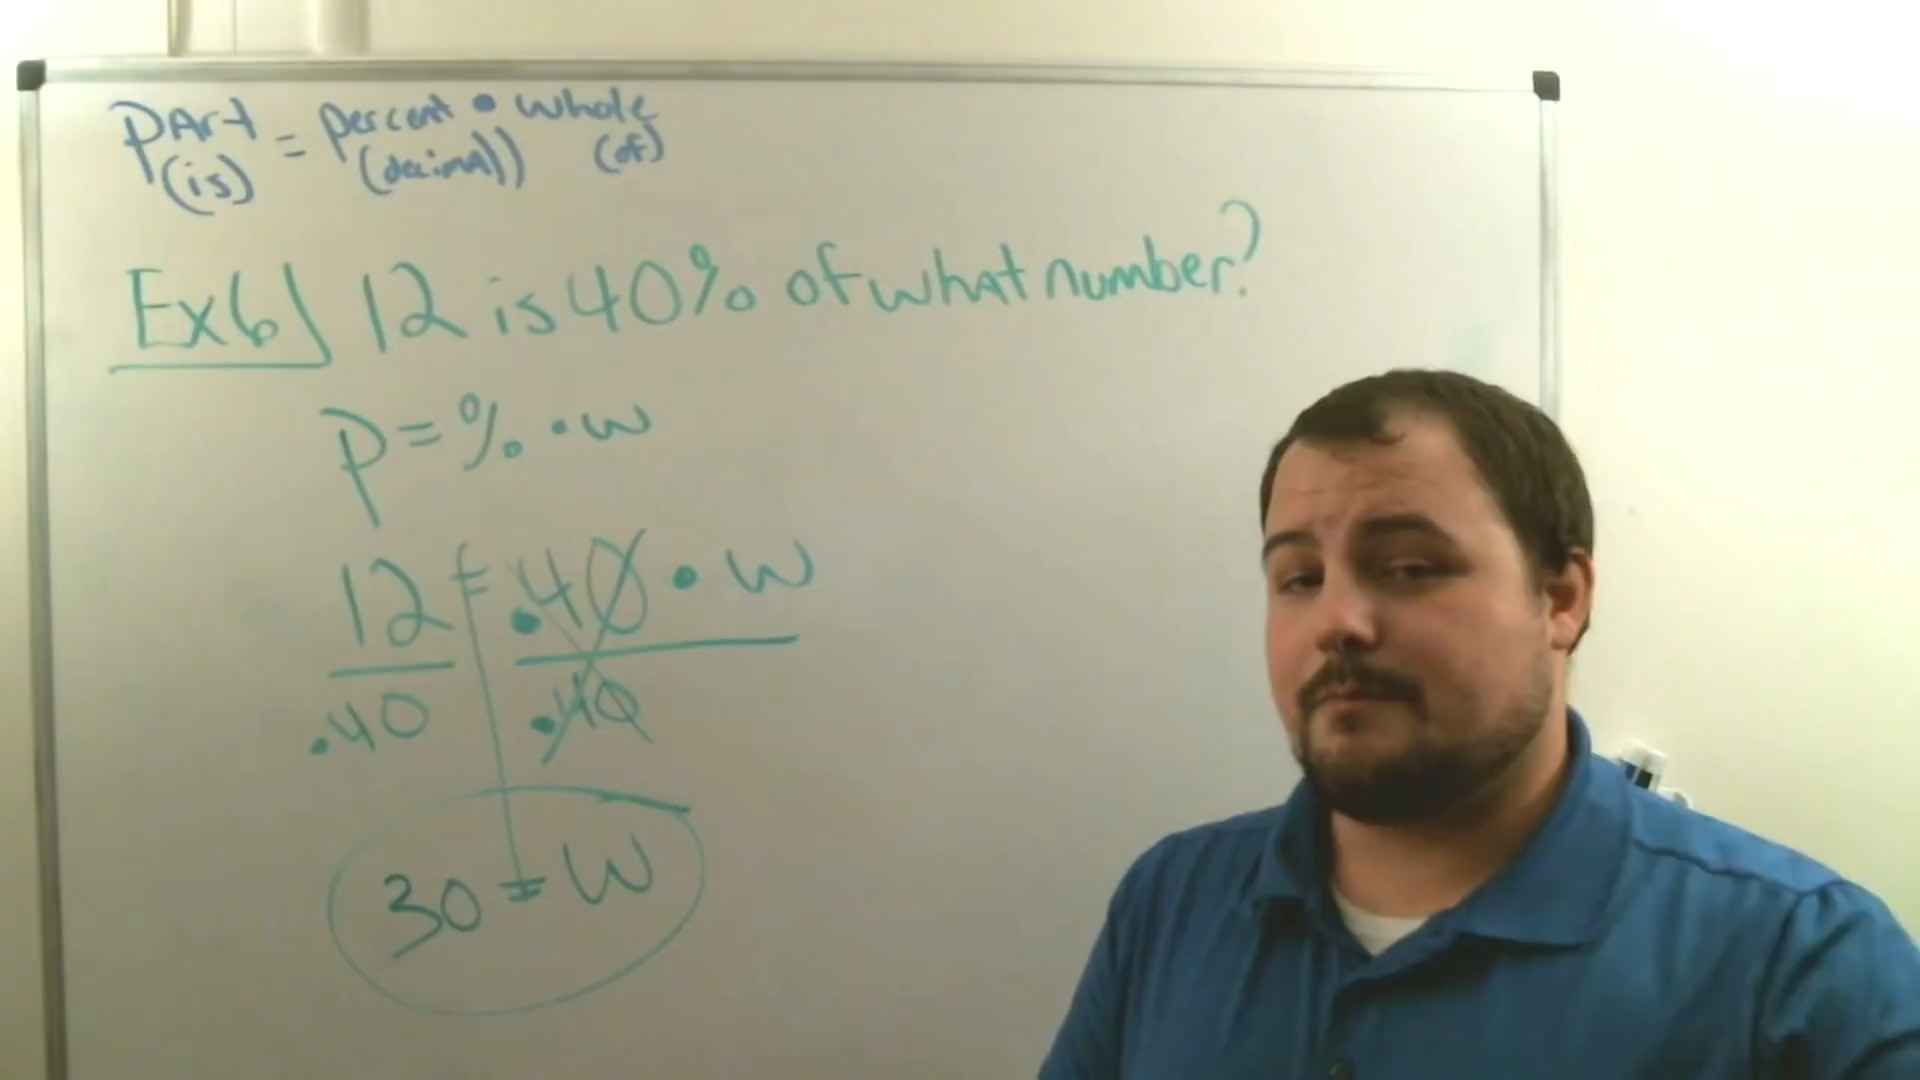 Part = Percent • whole
(is) (decimal) (of)
Ex 6) 12 is 40% of what number?
P = % • w
12 = .40 • w
.40 .40
30 = w